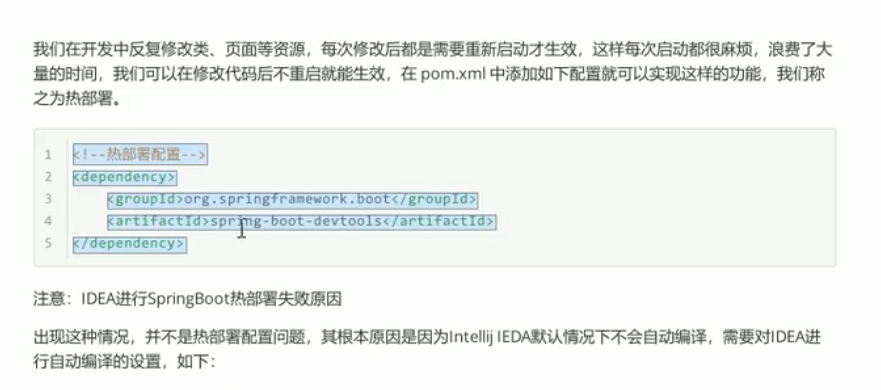 我们在开发中反复修改类、页面等资源，每次修改后都是需要重新启动才生效，这样每次启动都很麻烦，浪费了大
量的时间，我们可以在修改代码后不重启就能生效，在 pom.xml 中添加如下配置就可以实现这样的功能，我们称
之为热部署。
1 <!--热部署配置-->
2 <dependency>
3 <groupId>org.springframework.boot</groupId>
4 <artifactId>spring-boot-devtools</artifactId>
5 </dependency>
注意：IDEA进行SpringBoot热部署失败原因
出现这种情况，并不是热部署配置问题，其根本原因是因为Intellij IEDA默认情况下不会自动编译，需要对IDEA进
行自动编译的设置，如下：